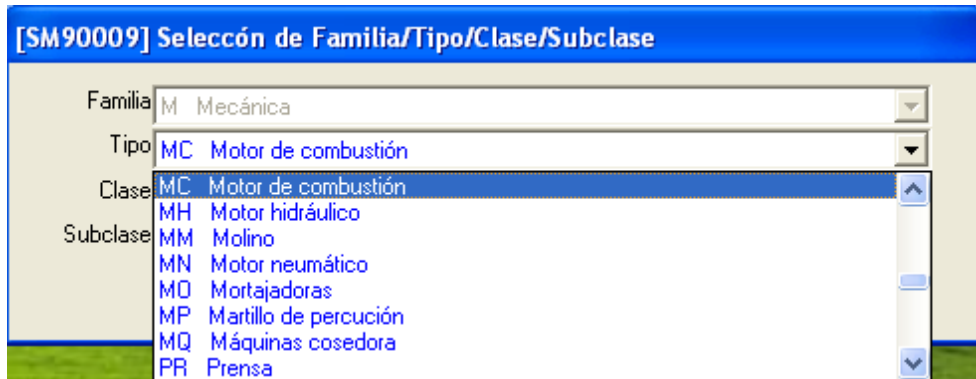 [SM90009] Seleccón de Familia/Tipo/Clase/Subclase
Familia M Mecánica
Tipo MC Motor de combustión
Clase MC Motor de combustión
MH Motor hidráulico
Subclase MM Molino
MN Motor neumático
MO Mortajadoras
MP Martillo de percución
MQ Máquinas cosedora
PR Prensa